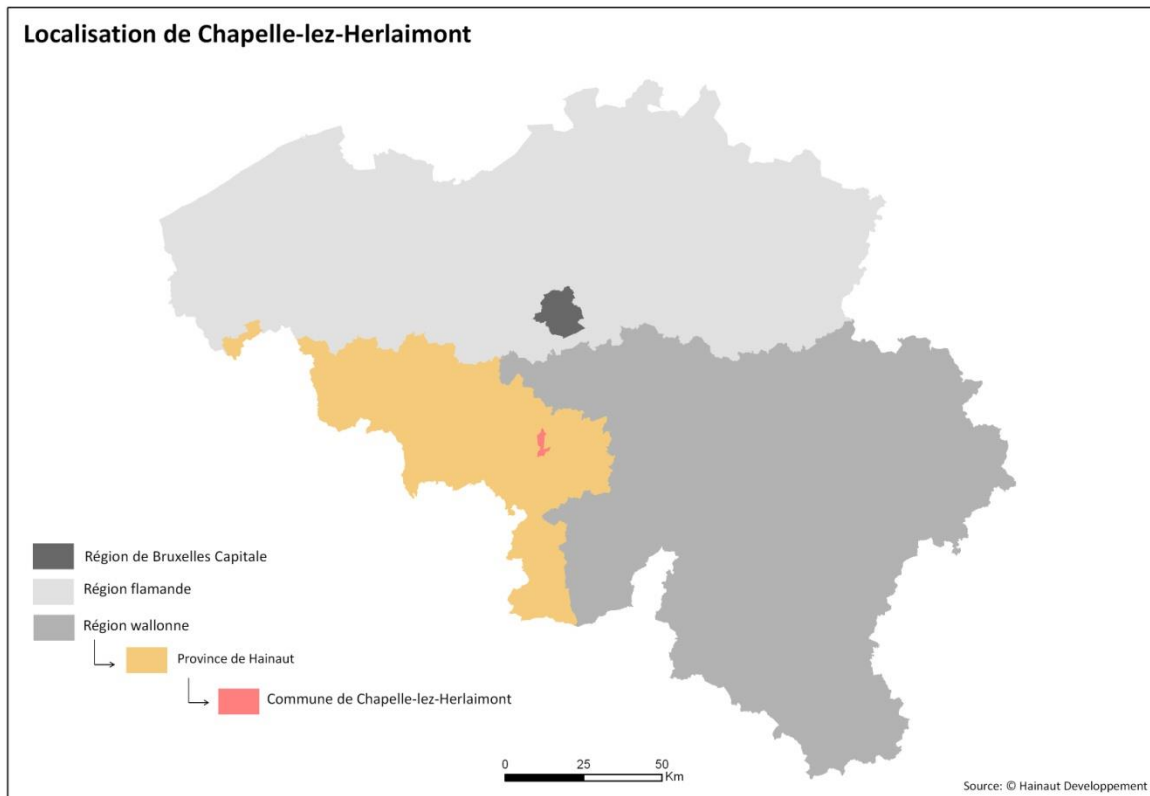 Localisation de Chapelle-lez-Herlaimont
Région de Bruxelles Capitale
Région flamande
Région wallonne
Province de Hainaut
Commune de Chapelle-lez-Herlaimont
0 25 50
Km
Source: © Hainaut Developpement